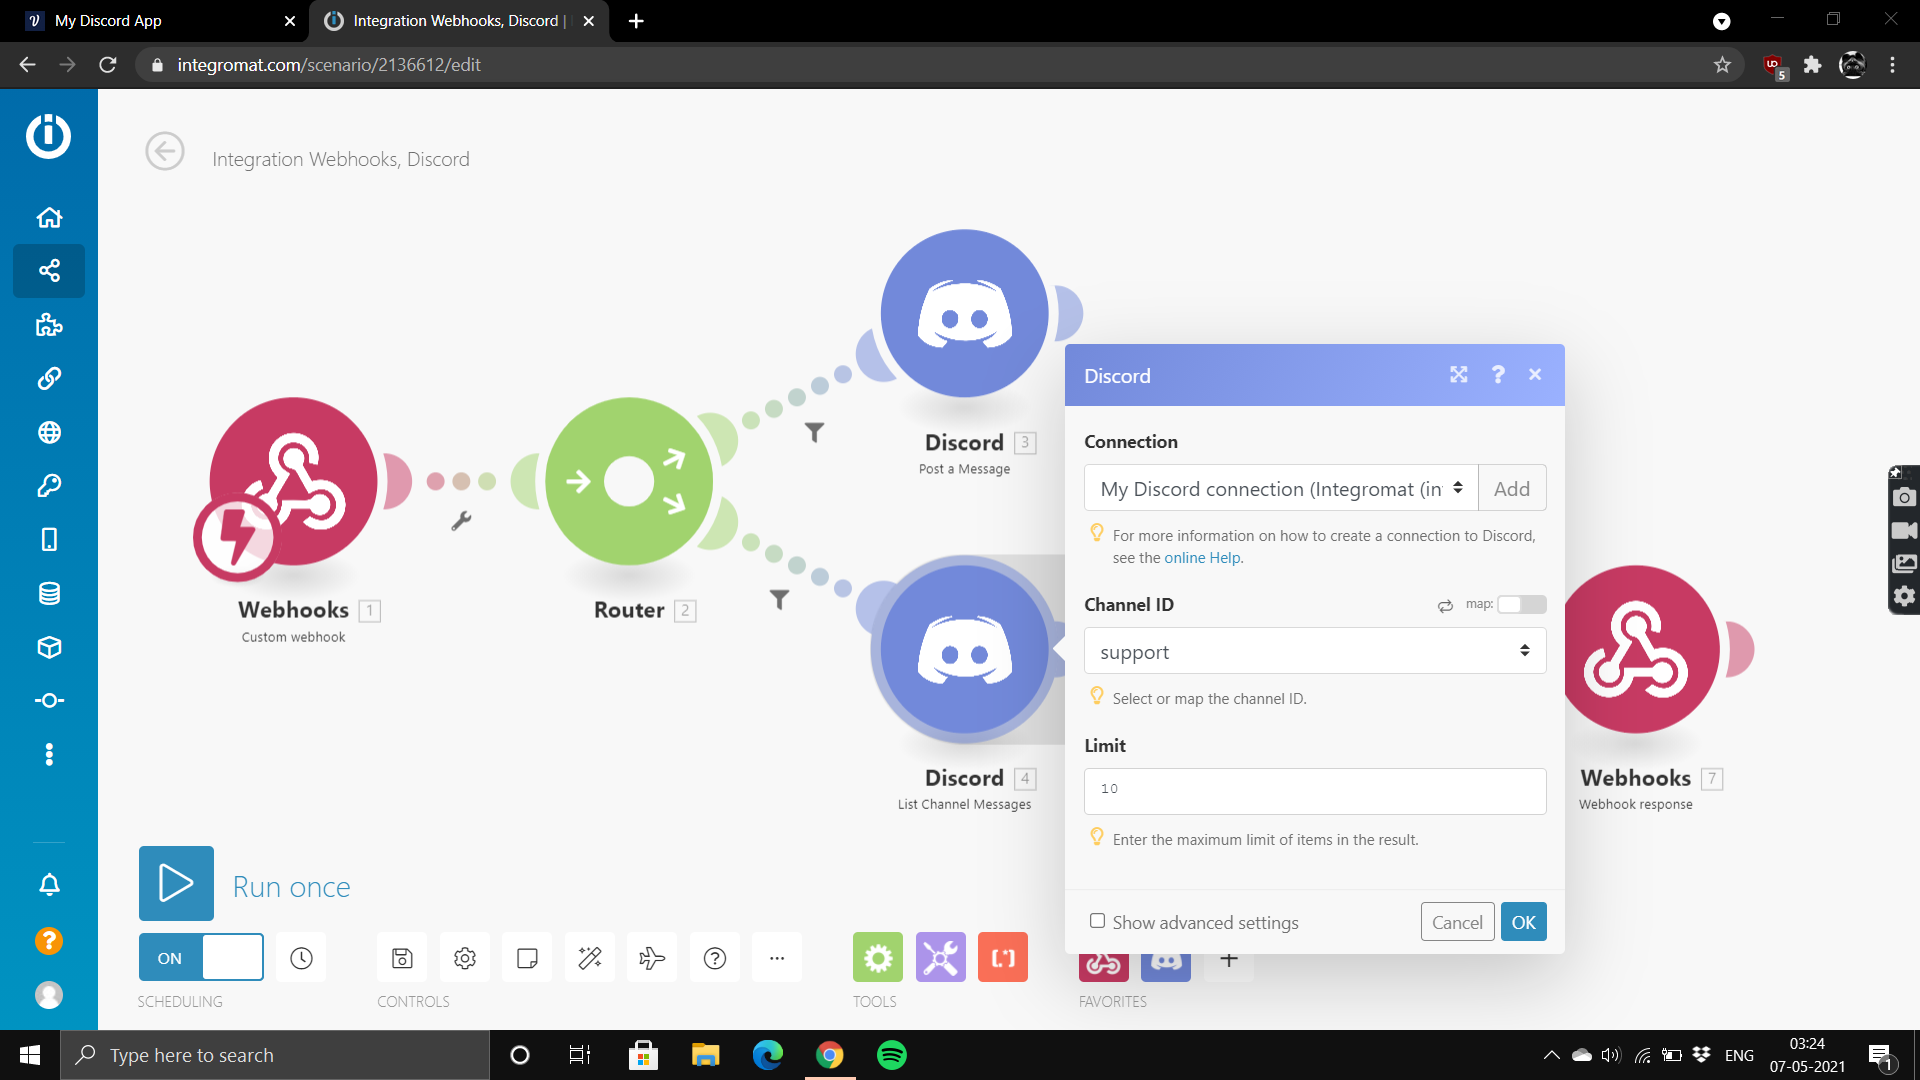 My Discord App
Integration Webhooks, Discord |
integromat.com/scenario/2136612/edit
5
Integration Webhooks, Discord
Discord 3
Post a Message
Webhooks 1
Custom webhook
Router 2
Discord 4
List Channel Messages
Discord
Connection
My Discord connection (Integromat (in
Add
For more information on how to create a connection to Discord,
see the online Help.
Channel ID
map:
support
Select or map the channel ID.
Limit
10
Enter the maximum limit of items in the result.
Show advanced settings
Cancel
OK
Webhooks 7
Webhook response
Run once
ON
SCHEDULING
CONTROLS
TOOLS
FAVORITES
Type here to search
ENG
03:24
07-05-2021
1